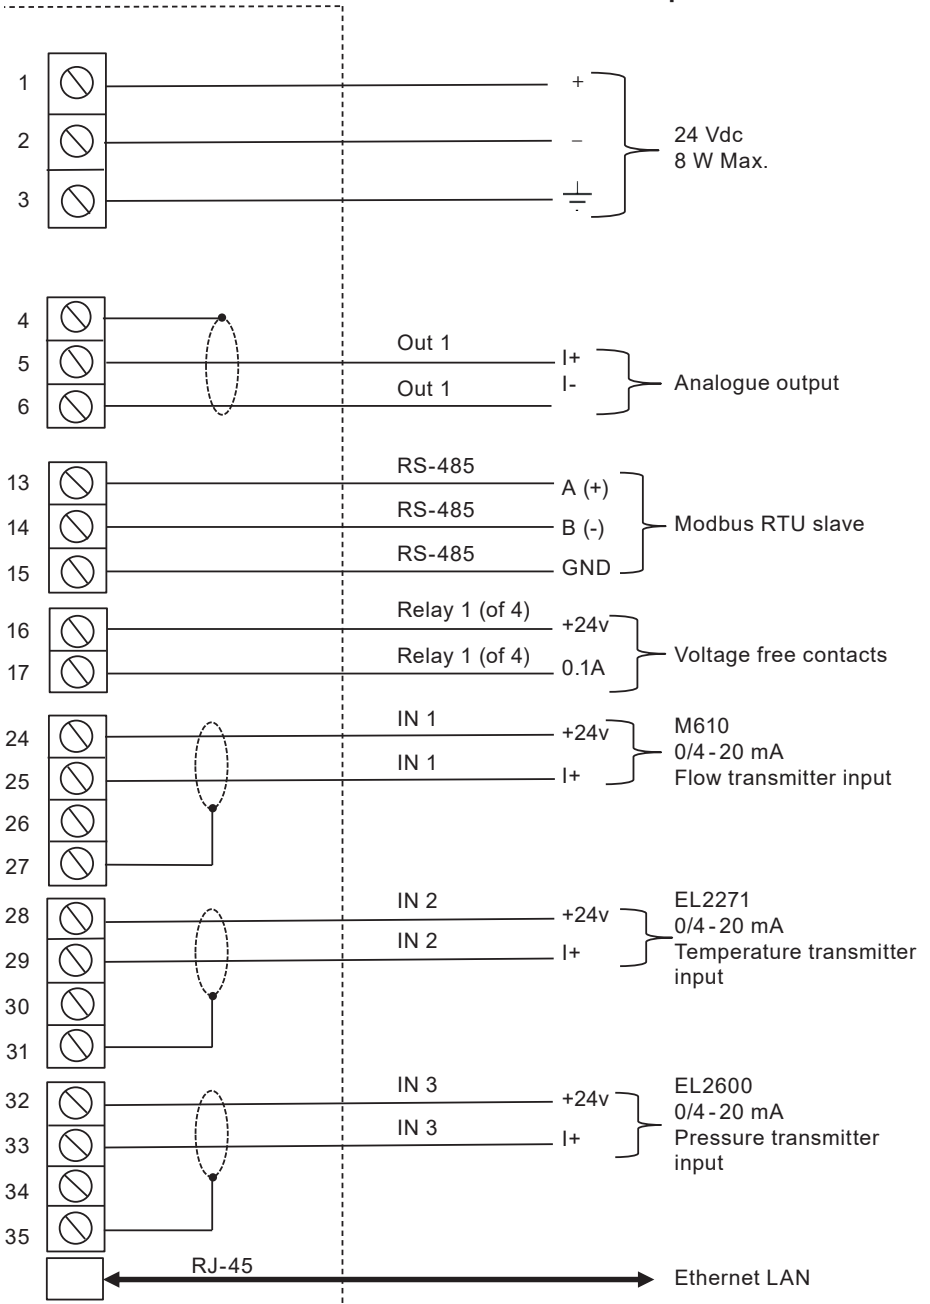 1
+
2
–
24 Vdc
8 W Max.
3
4
5
Out 1
I+
6
Out 1
I-
Analogue output
13
RS-485
A (+)
14
RS-485
B (-)
Modbus RTU slave
15
RS-485
GND
16
Relay 1 (of 4)
+24v
17
Relay 1 (of 4)
0.1A
Voltage free contacts
24
IN 1
+24v
25
IN 1
I+
M610
0/4-20 mA
Flow transmitter input
26
27
28
IN 2
+24v
29
IN 2
I+
EL2271
0/4-20 mA
Temperature transmitter
input
30
31
32
IN 3
+24v
33
IN 3
I+
EL2600
0/4-20 mA
Pressure transmitter
input
34
35
RJ-45
Ethernet LAN